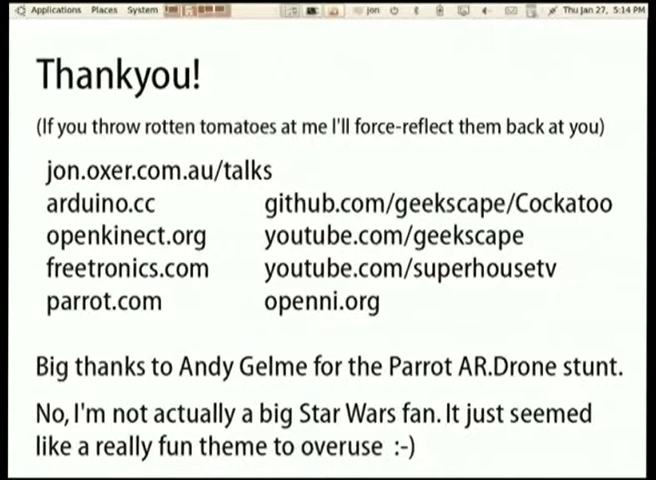 Applications Places System jon Thu Jan 27, 5:14 PM
Thankyou!
(If you throw rotten tomatoes at me I'll force-reflect them back at you)
jon.oxer.com.au/talks
arduino.cc github.com/geekscape/Cockatoo
openkinect.org youtube.com/geekscape
freetronics.com youtube.com/superhousetv
parrot.com openni.org
Big thanks to Andy Gelme for the Parrot AR.Drone stunt.
No, I'm not actually a big Star Wars fan. It just seemed
like a really fun theme to overuse :-)